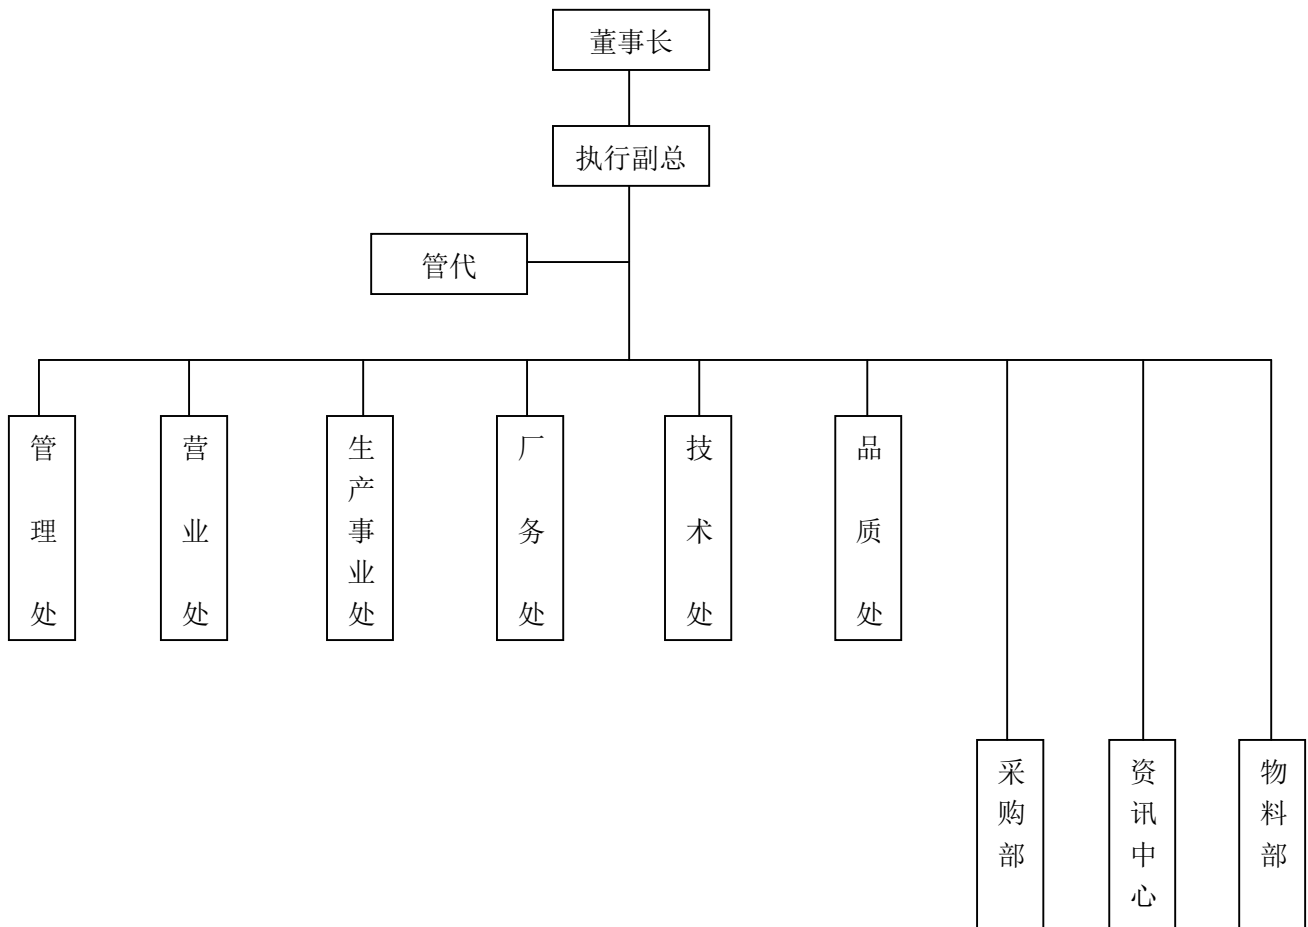 董事长
执行副总
管代
管理处
营业处
生产事业处
厂务处
技术处
品质处
采购部
资讯中心
物料部